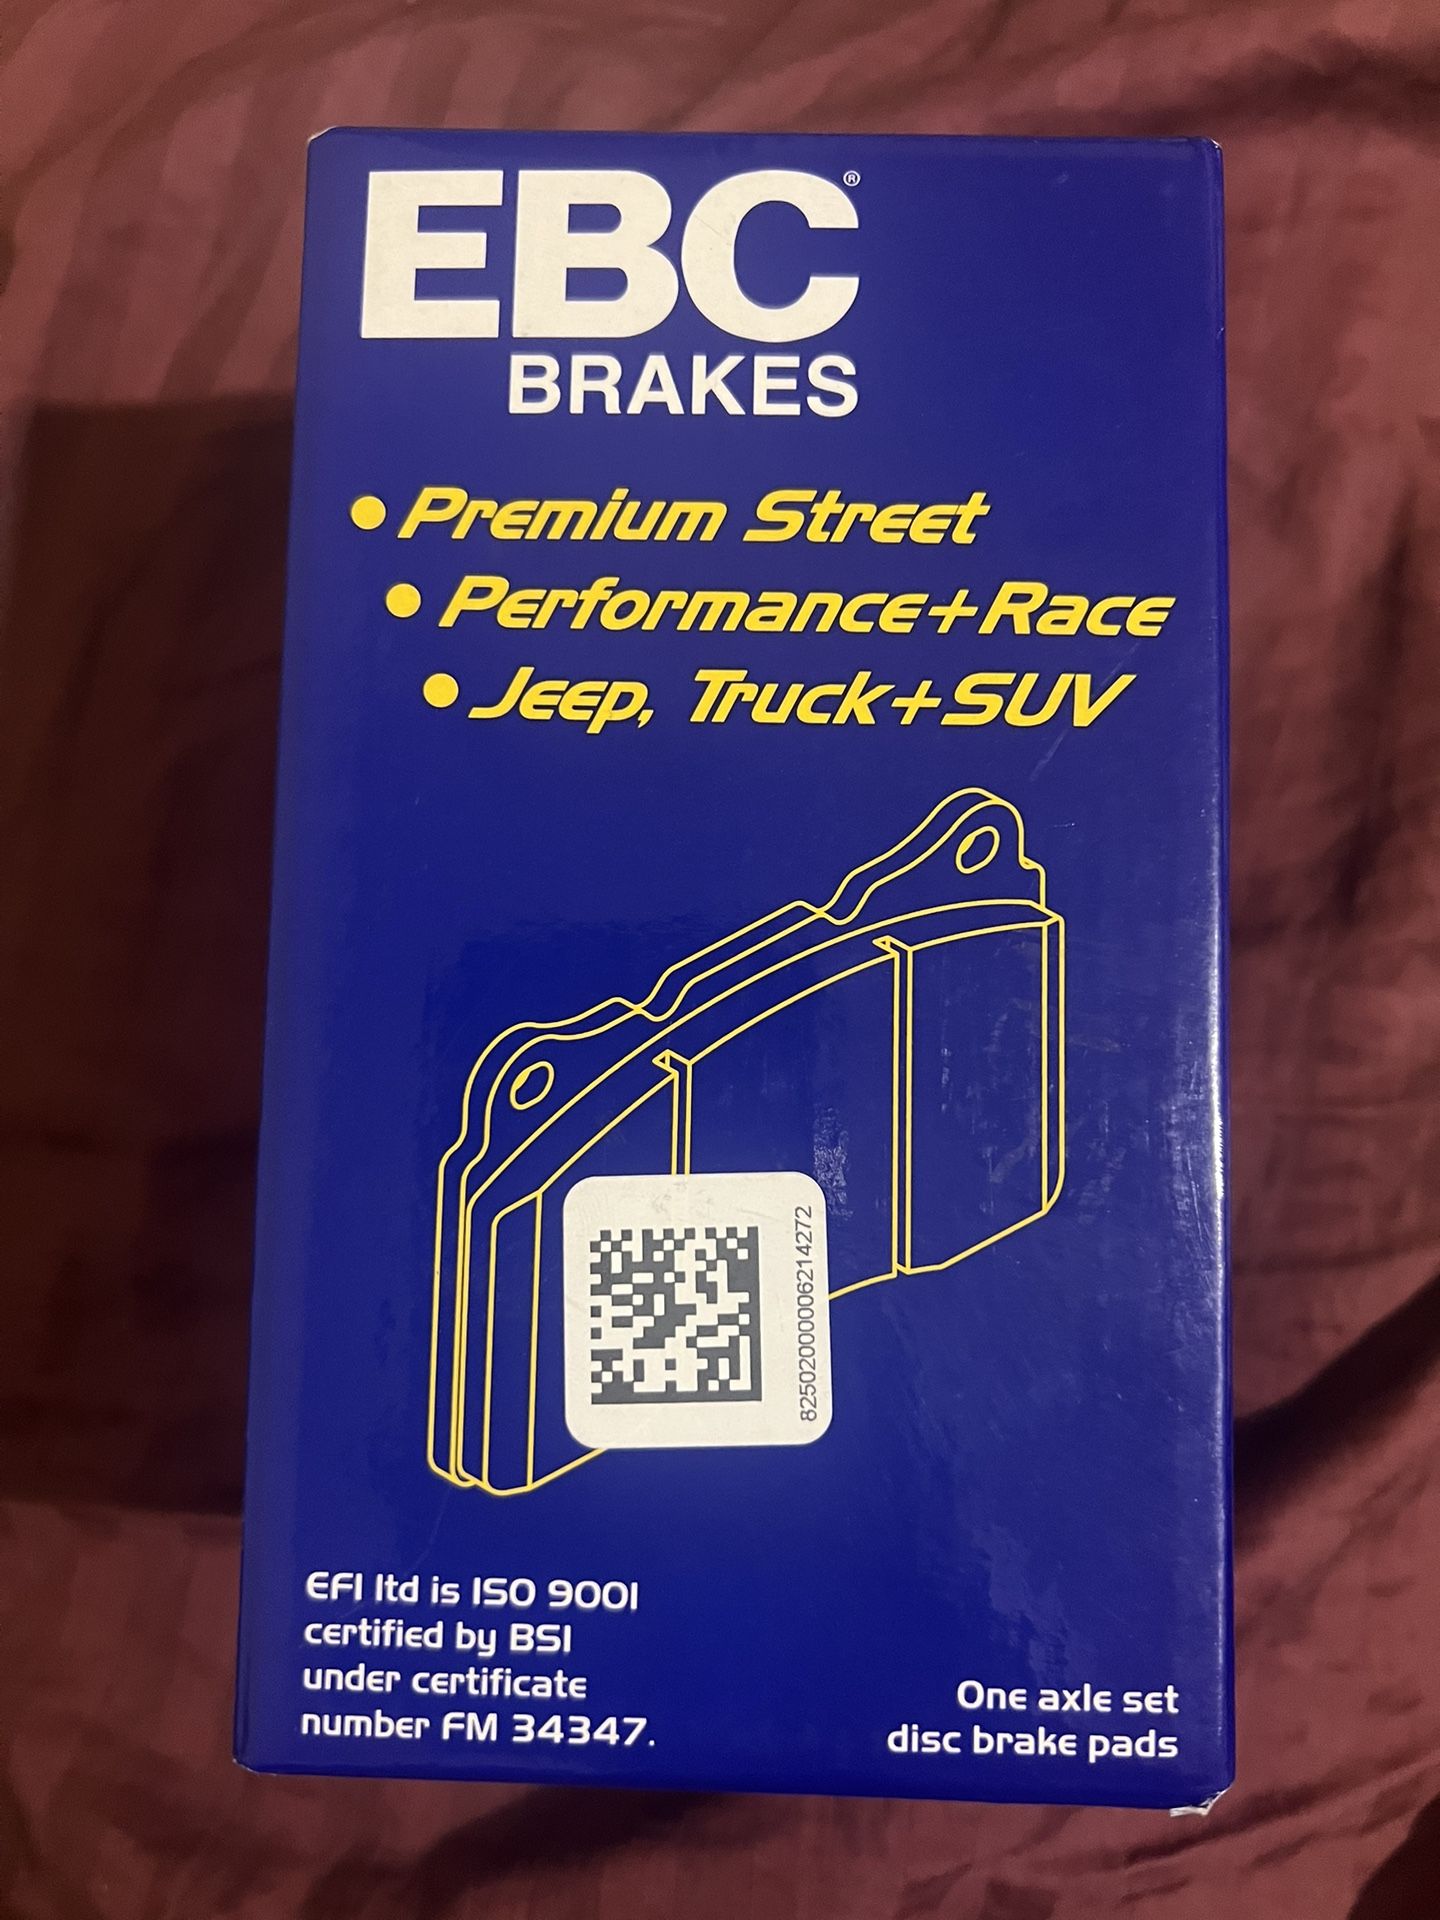 EBC®
BRAKES
• Premium Street
• Performance+Race
• Jeep, Truck+SUV
82502000006214272
EFI ltd is ISO 9001
certified by BSI
under certificate
number FM 34347.
One axle set
disc brake pads